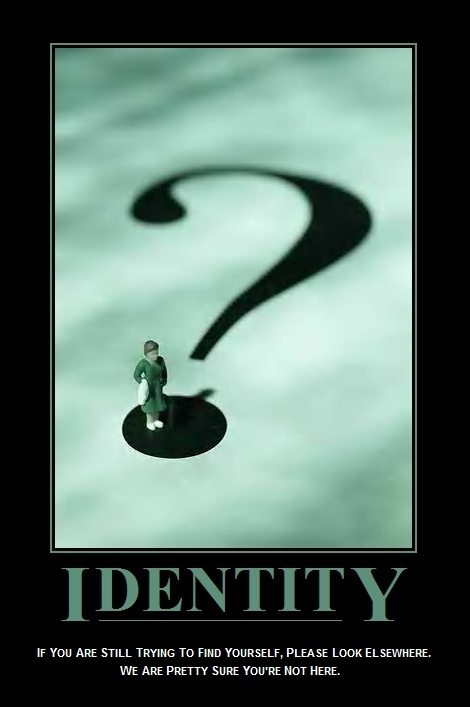 ?
IDENTITY
If You Are Still Trying To Find Yourself, Please Look Elsewhere.
We Are Pretty Sure You're Not Here.